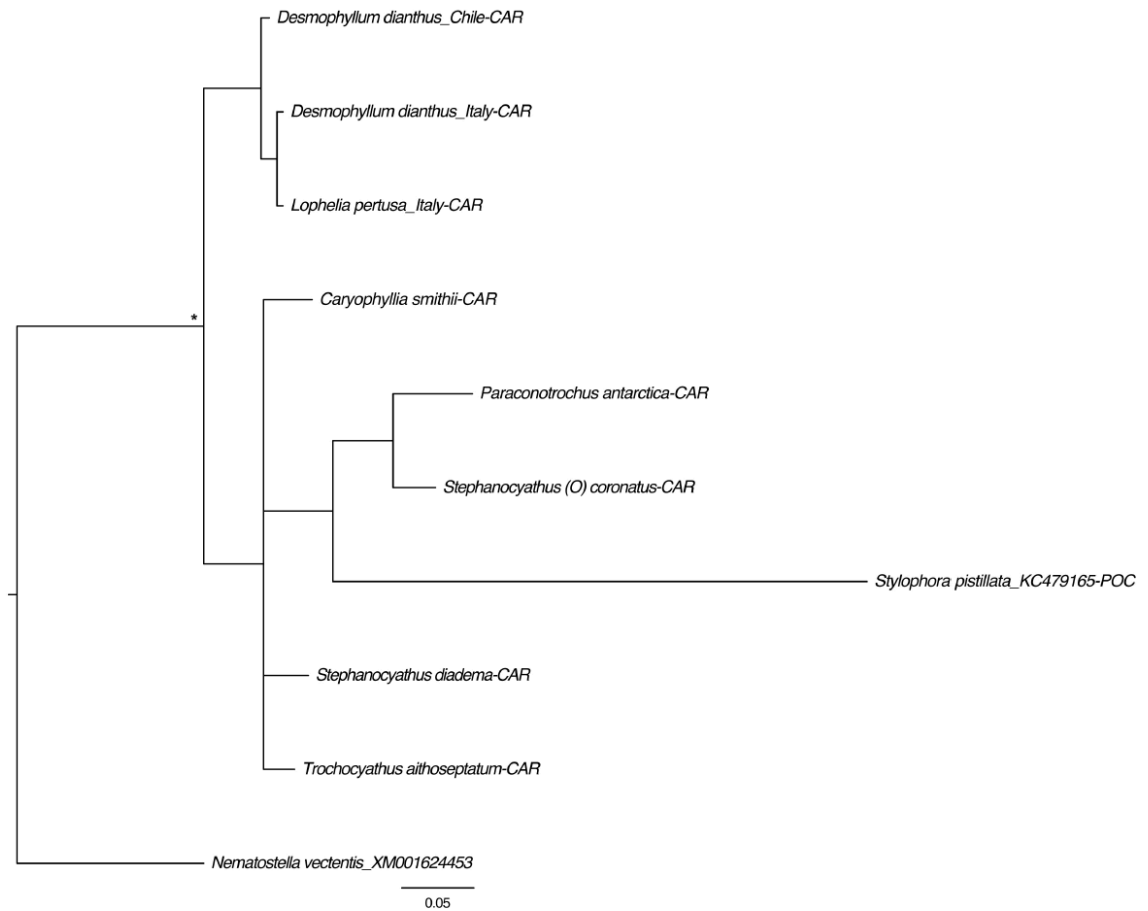 Desmophyllum dianthus_Chile-CAR
Desmophyllum dianthus_Italy-CAR
Lophelia pertusa_Italy-CAR
Caryophyllia smithii-CAR
*
Paraconotrochus antarctica-CAR
Stephanocyathus (O) coronatus-CAR
Stylophora pistillata_KC479165-POC
Stephanocyathus diadema-CAR
Trochocyathus aithoseptatum-CAR
Nematostella vectentis_XM001624453
0.05